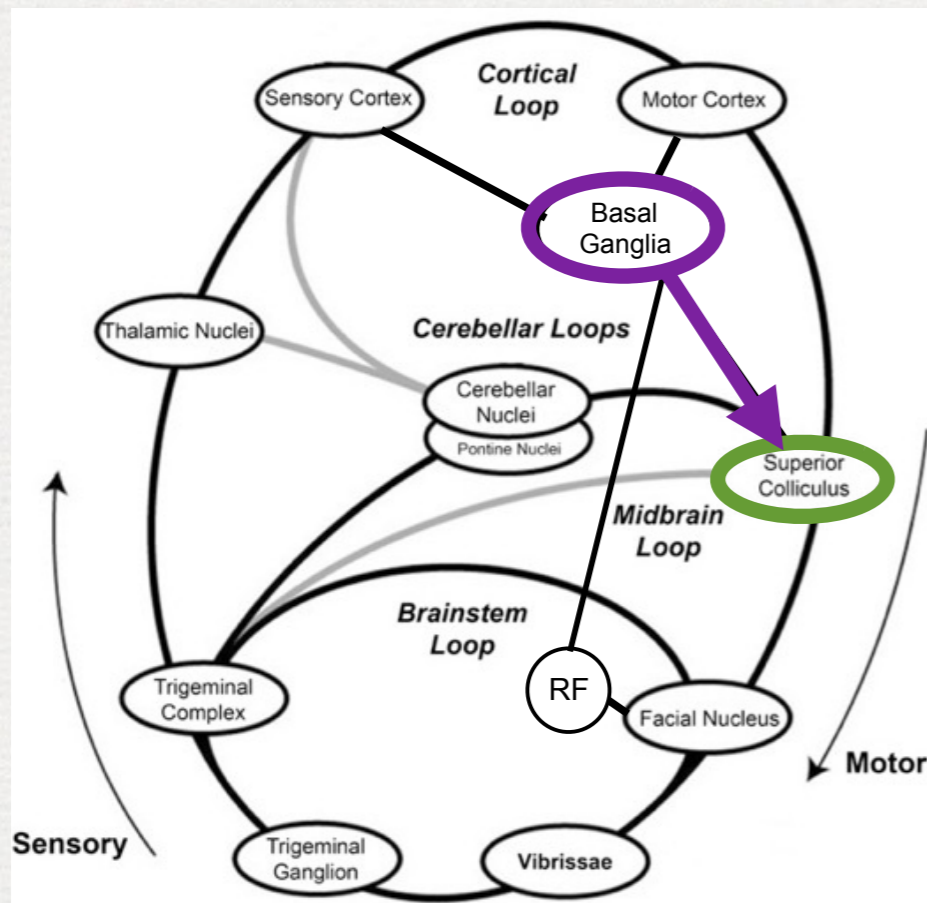 Sensory Cortex
Cortical
Loop
Motor Cortex
Basal
Ganglia
Thalamic Nuclei
Cerebellar Loops
Cerebellar
Nuclei
Pontine Nuclei
Superior
Colliculus
Midbrain
Loop
Brainstem
Loop
Trigeminal
Complex
RF
Facial Nucleus
Motor
Sensory
Trigeminal
Ganglion
Vibrissae